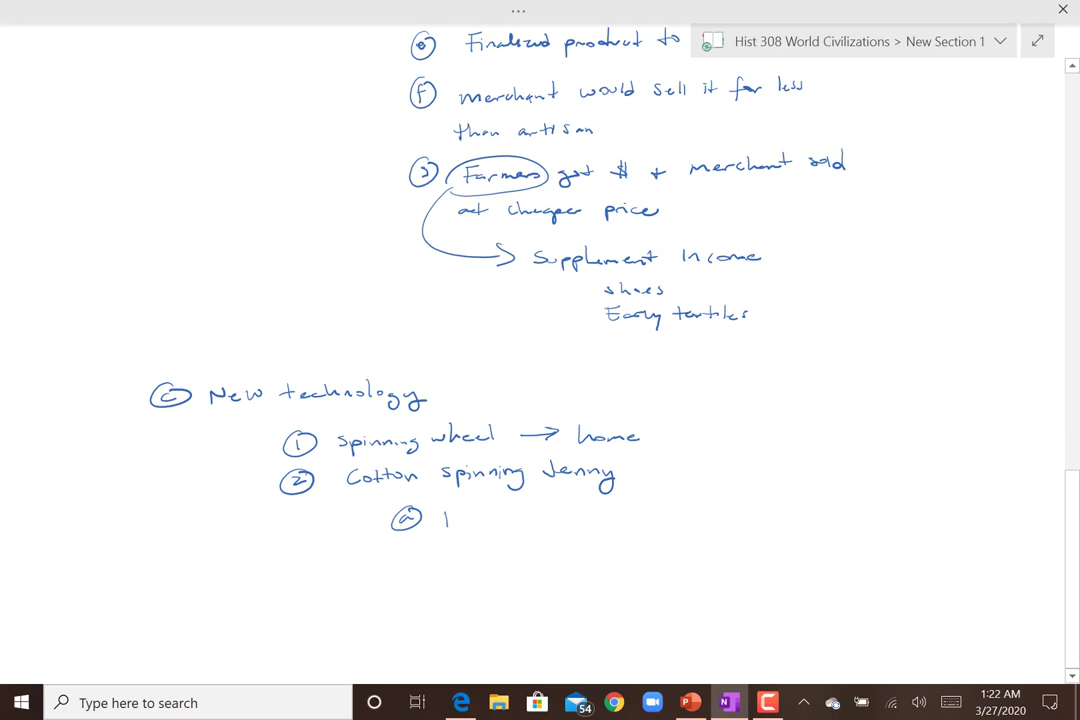 ⓔ Finalized product to
Hist 308 World Civilizations > New Section 1
ⓕ merchant would sell it for less
than artisan
ⓖ Farmers got $ + merchant sold
at cheaper price
Supplement Income
shoes
Early textiles
Ⓒ New technology
① spinning wheel → home
② Cotton spinning Jenny
ⓐ I
Type here to search
54
1:22 AM
3/27/2020